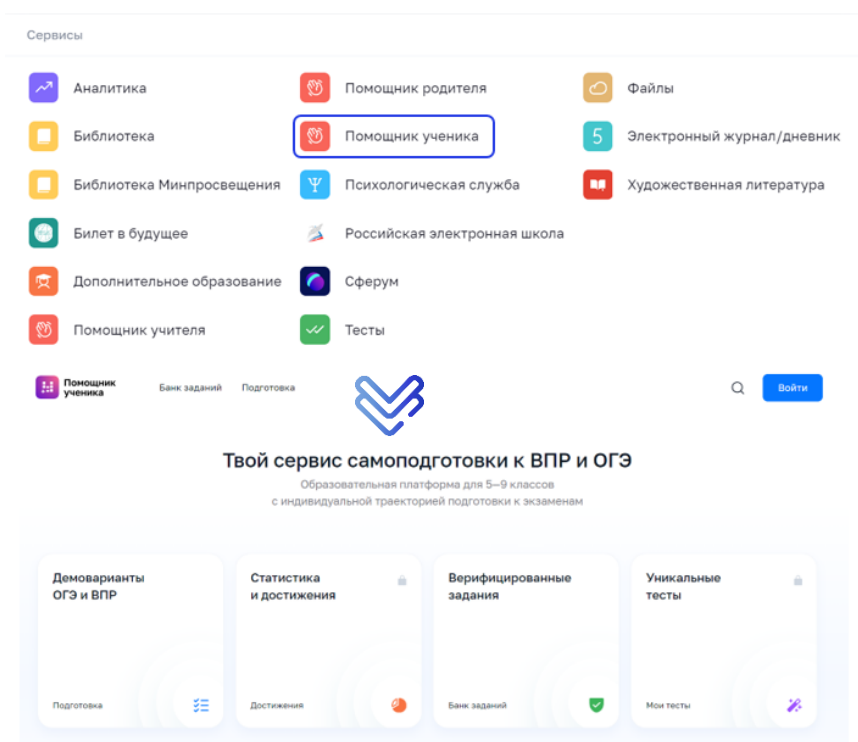 Сервисы
Аналитика
Помощник родителя
Файлы
Библиотека
Помощник ученика
5
Электронный журнал/дневник
Библиотека Минпросвещения
Ψ
Психологическая служба
Художественная литература
Билет в будущее
Российская электронная школа
Дополнительное образование
Сферум
Помощник учителя
Тесты
Помощник
ученика
Банк заданий
Подготовка
Войти
Твой сервис самоподготовки к ВПР и ОГЭ
Образовательная платформа для 5–9 классов
с индивидуальной траекторией подготовки к экзаменам
Демоварианты
ОГЭ и ВПР
Подготовка
Статистика
и достижения
Достижения
Верифицированные
задания
Банк заданий
Уникальные
тесты
Мои тесты